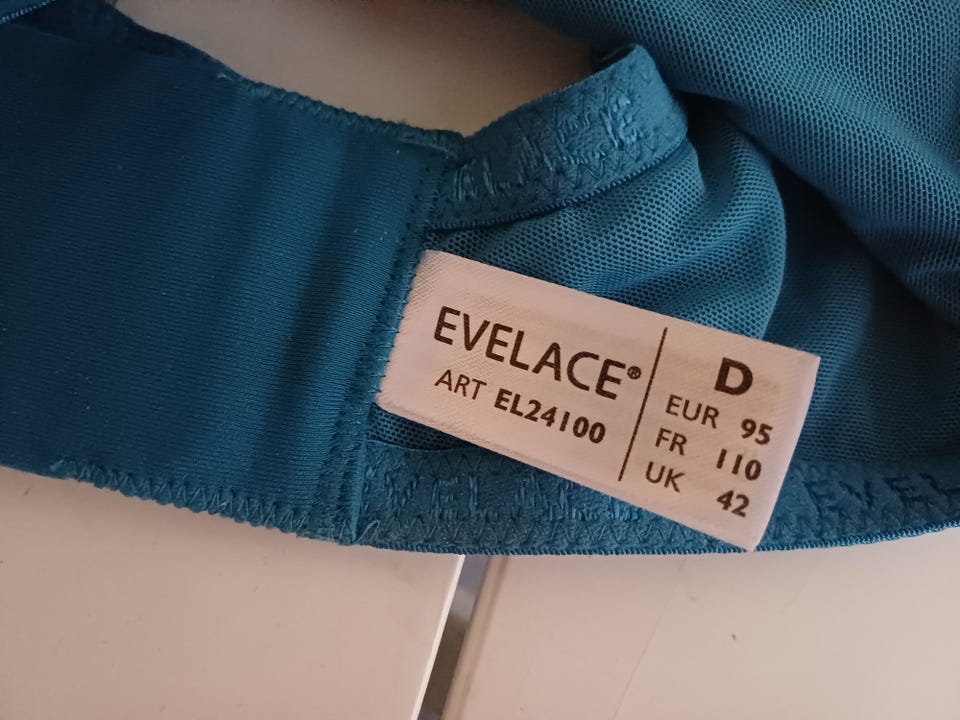 EVELACE®
ART EL24100
D
EUR 95
FR 110
UK 42